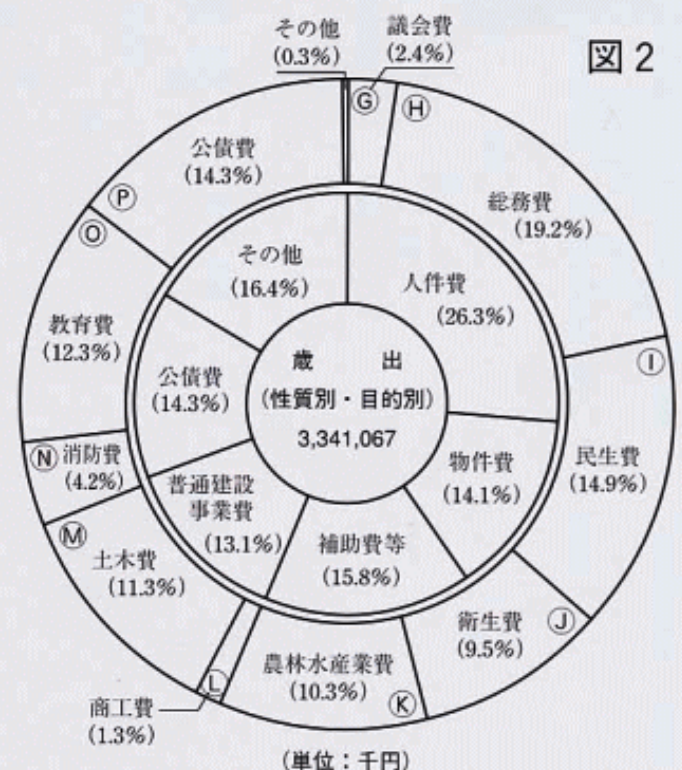 図2
その他
(0.3%)
議会費
(2.4%)
Ⓖ
Ⓗ
総務費
(19.2%)
Ⓘ
民生費
(14.9%)
Ⓙ
衛生費
(9.5%)
Ⓚ
農林水産業費
(10.3%)
Ⓛ
商工費
(1.3%)
Ⓜ
土木費
(11.3%)
Ⓝ
消防費
(4.2%)
Ⓞ
教育費
(12.3%)
Ⓟ
公債費
(14.3%)
人件費
(26.3%)
物件費
(14.1%)
補助費等
(15.8%)
普通建設
事業費
(13.1%)
公債費
(14.3%)
その他
(16.4%)
歳 出
(性質別・目的別)
3,341,067
(単位:千円)